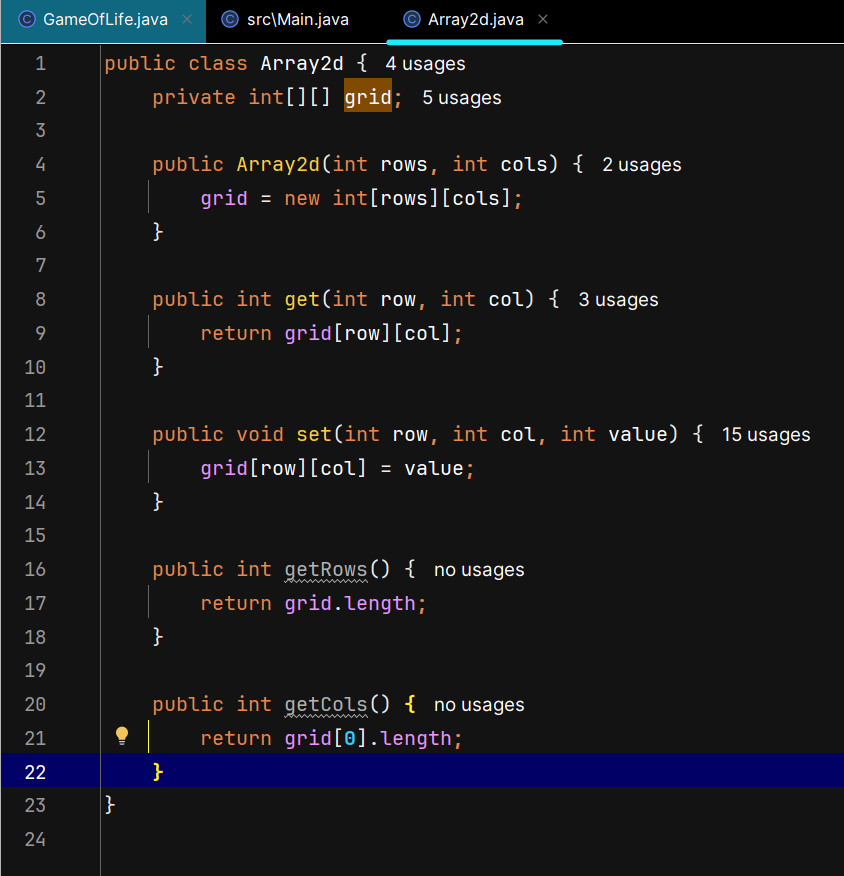 GameOfLife.java src\Main.java Array2d.java
1 public class Array2d { 4 usages
2     private int[][] grid; 5 usages
3
4     public Array2d(int rows, int cols) { 2 usages
5         grid = new int[rows][cols];
6     }
7
8     public int get(int row, int col) { 3 usages
9         return grid[row][col];
10     }
11
12     public void set(int row, int col, int value) { 15 usages
13         grid[row][col] = value;
14     }
15
16     public int getRows() { no usages
17         return grid.length;
18     }
19
20     public int getCols() { no usages
21         return grid[0].length;
22     }
23 }
24